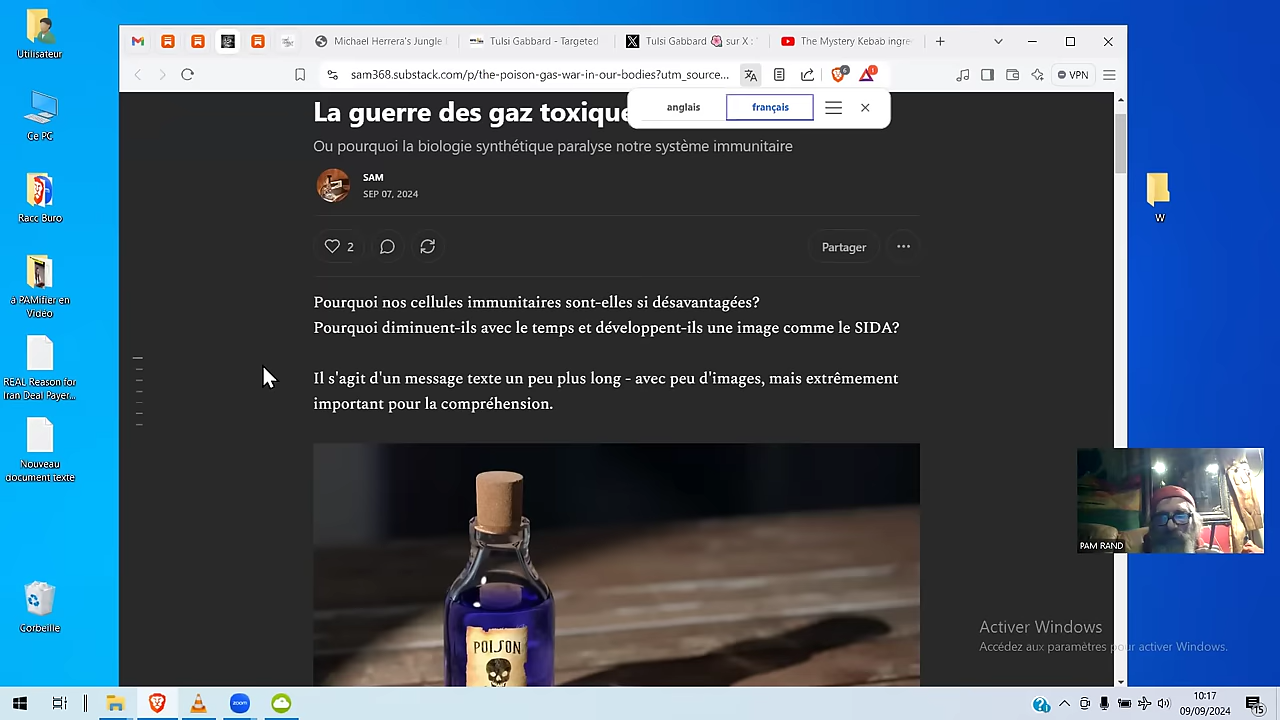 Utilisateur
Ce PC
Racc Buro
a PAMifier en
Vidéo
REAL Reason for
Iran Deal Payer...
Nouveau
document texte
Corbeille
Michael Herrera's Jungle
Tulsi Gabbard - Targeted
X
Tulsi Gabbard 🌺 sur X : "
The Mystery Kebab ingre
sam368.substack.com/p/the-poison-gas-war-in-our-bodies?utm_source...
6
1
VPN
anglais
français
La guerre des gaz toxique
Ou pourquoi la biologie synthétique paralyse notre système immunitaire
SAM
SEP 07, 2024
2
Partager
Pourquoi nos cellules immunitaires sont-elles si désavantagées?
Pourquoi diminuent-ils avec le temps et développent-ils une image comme le SIDA?
Il s'agit d'un message texte un peu plus long - avec peu d'images, mais extrêmement
important pour la compréhension.
POISON
W
PAM RAND
Activer Windows
Accédez aux paramètres pour activer Windows.
zoom
10:17
09/09/2024
15